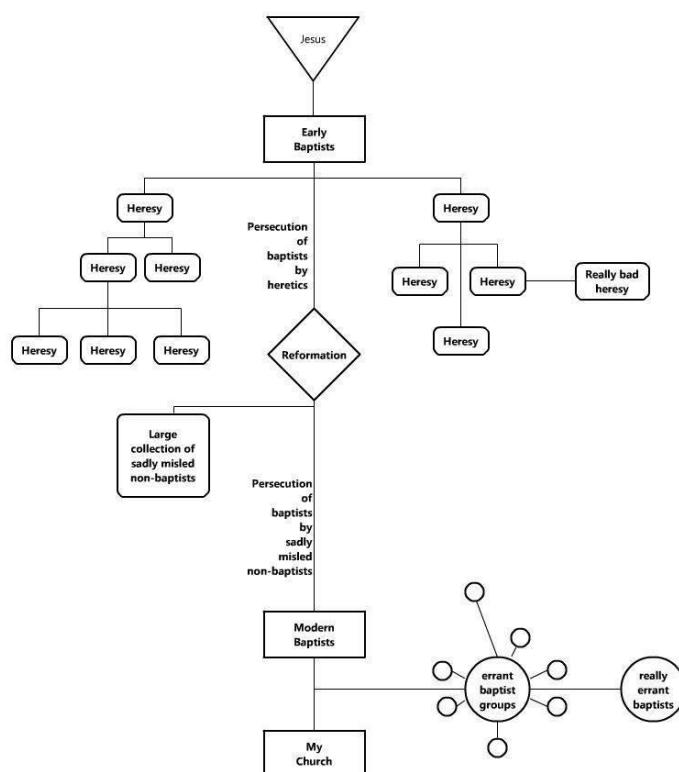 Jesus
Early
Baptists
Heresy
Heresy
Persecution
of
baptists
by
heretics
Heresy
Heresy
Heresy
Heresy
Really bad
heresy
Heresy
Heresy
Heresy
Heresy
Reformation
Large
collection of
sadly misled
non-baptists
Persecution
of
baptists
by
sadly
misled
non-baptists
Modern
Baptists
errant
baptist
groups
really
errant
baptists
My
Church